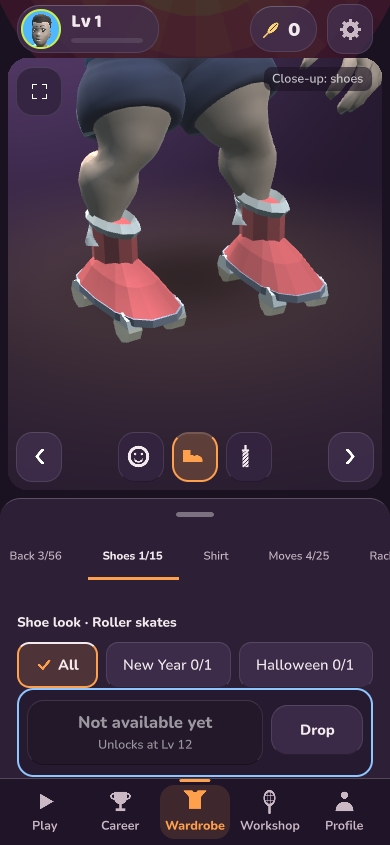 Lv 1
0
Close-up: shoes
Back 3/56
Shoes 1/15
Shirt
Moves 4/25
Shoe look · Roller skates
All
New Year 0/1
Halloween 0/1
Not available yet
Unlocks at Lv 12
Drop
Play
Career
Wardrobe
Workshop
Profile